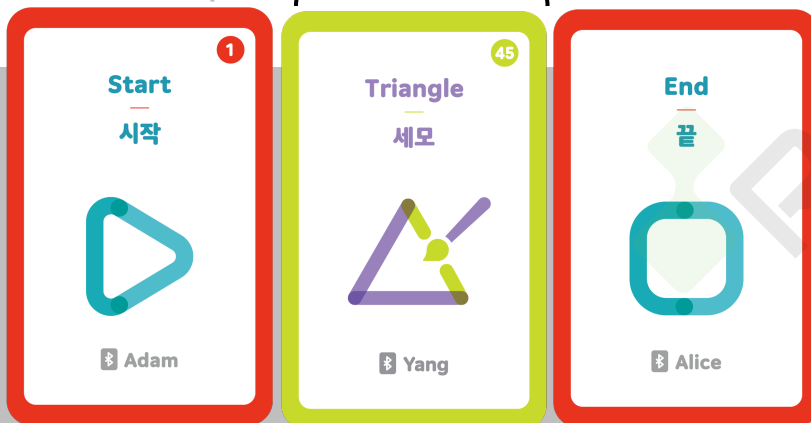 1
Start
시작
Adam
45
Triangle
세모
Yang
End
끝
Alice